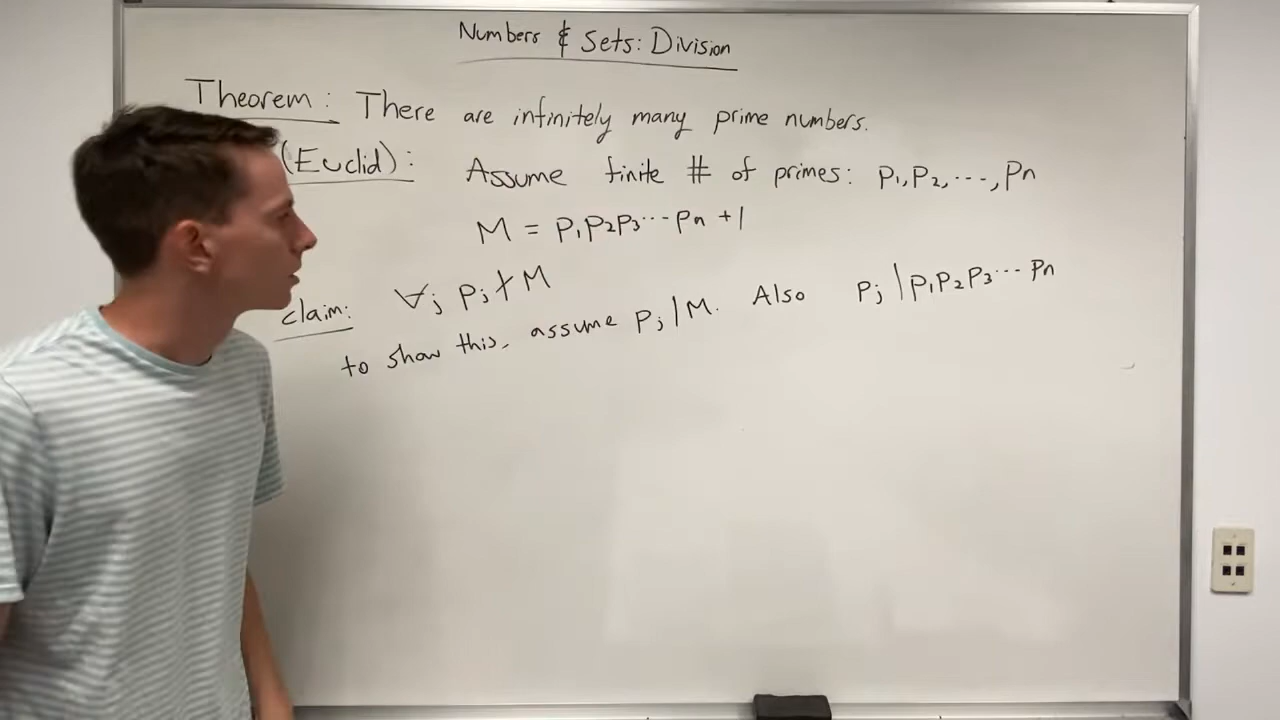 Numbers & Sets: Division
Theorem: There are infinitely many prime numbers.
(Euclid): Assume finite # of primes: p₁, p₂, ..., pₙ
M = p₁p₂p₃...pₙ + 1
claim: ∀j pⱼ∤M
to show this, assume pⱼ|M. Also pⱼ|p₁p₂p₃...pₙ